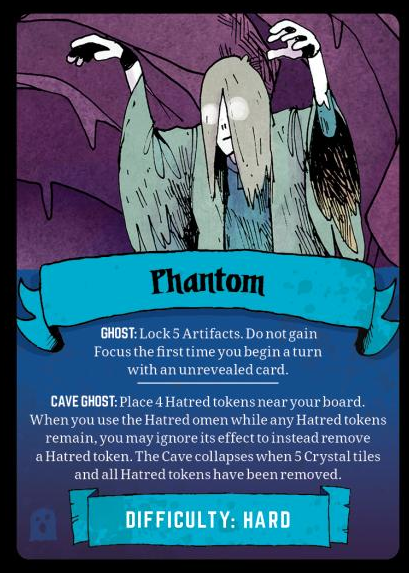 Phantom
GHOST: Lock 5 Artifacts. Do not gain
Focus the first time you begin a turn
with an unrevealed card.
CAVE GHOST: Place 4 Hatred tokens near your board.
When you use the Hatred omen while any Hatred tokens
remain, you may ignore its effect to instead remove
a Hatred token. The Cave collapses when 5 Crystal tiles
and all Hatred tokens have been removed.
DIFFICULTY: HARD